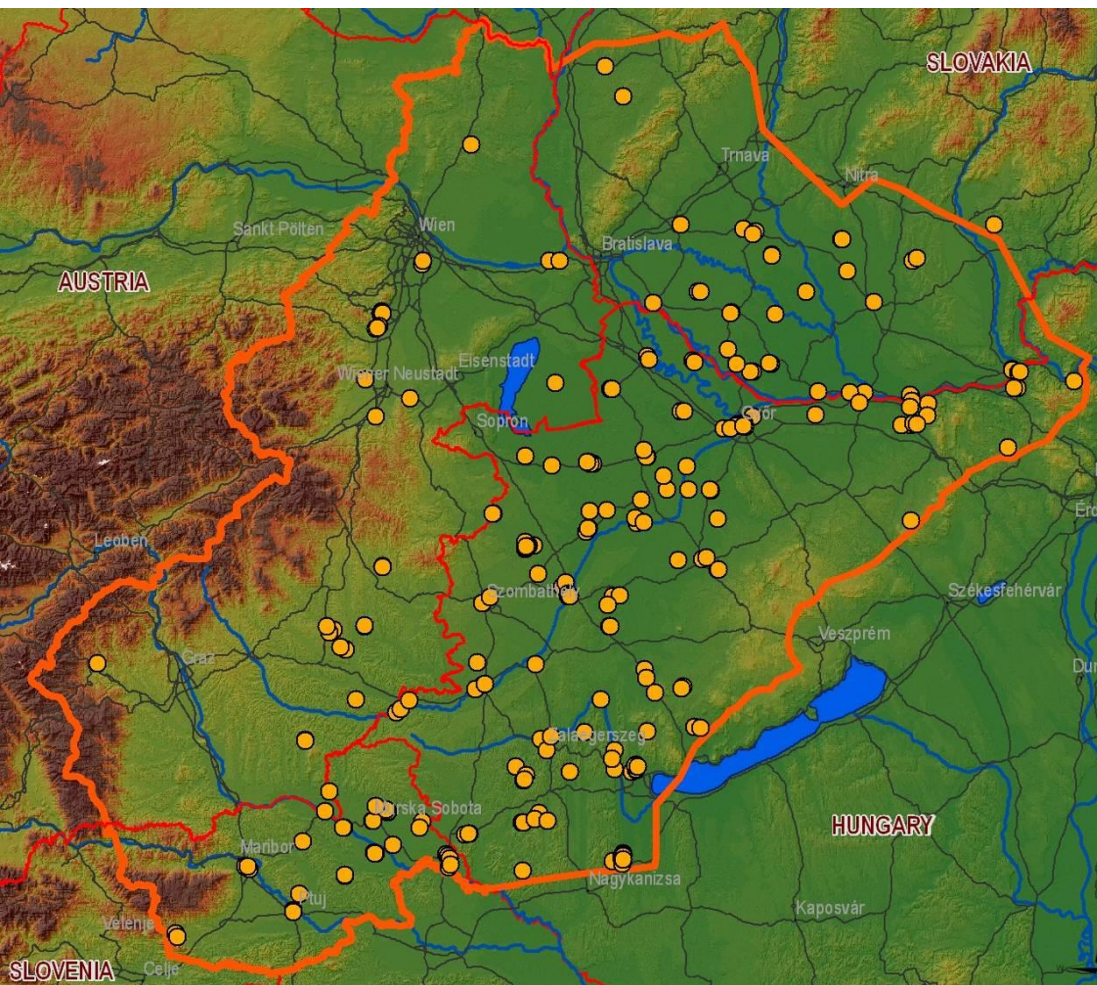 SLOVAKIA
Trnava
Nitra
Sankt Pölten
Wien
Bratislava
AUSTRIA
Eisenstadt
Wiener Neustadt
Sopron
Győr
Leoben
Szombathely
Székesfehérvár
Veszprém
Graz
Zalaegerszeg
Murska Sobota
HUNGARY
Maribor
Nagykanizsa
Ptuj
Kaposvár
Velenje
Celje
SLOVENIA